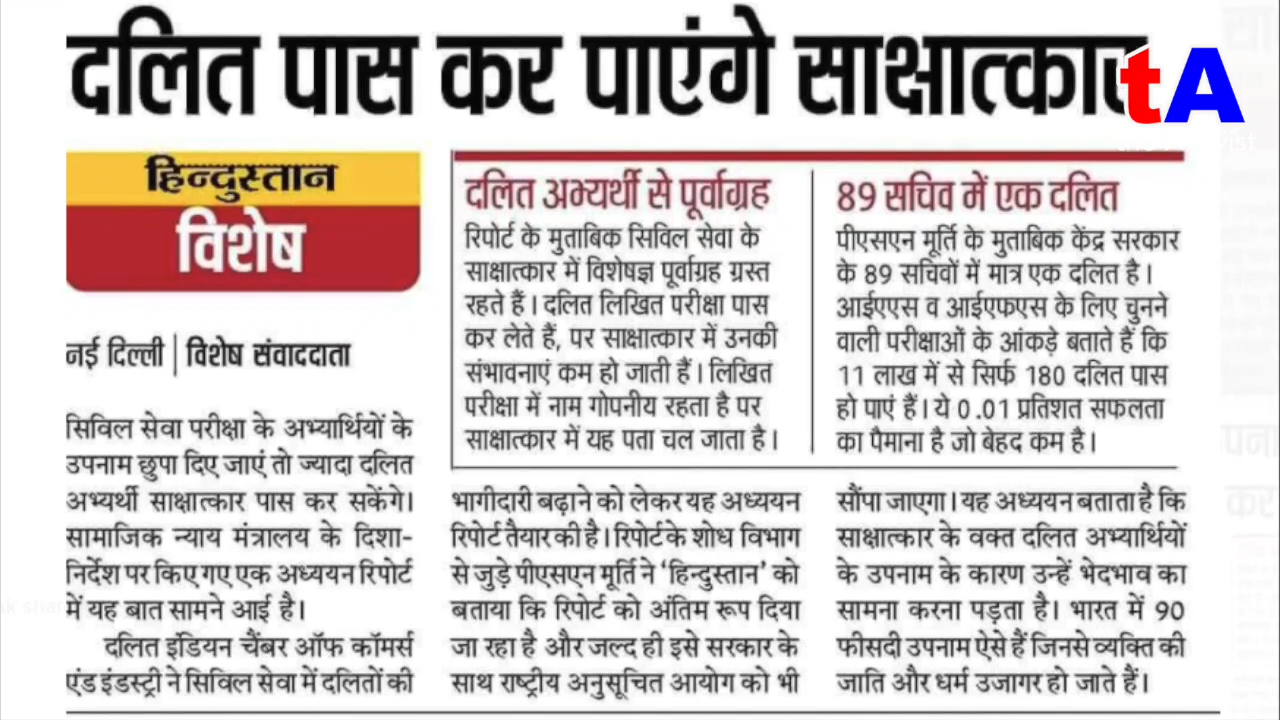 दलित पास कर पाएंगे साक्षात्कार
tA
हिन्दुस्तान
विशेष
नई दिल्ली | विशेष संवाददाता
सिविल सेवा परीक्षा के अभ्यार्थियों के
उपनाम छुपा दिए जाएं तो ज्यादा दलित
अभ्यर्थी साक्षात्कार पास कर सकेंगे।
सामाजिक न्याय मंत्रालय के दिशा-
निर्देश पर किए गए एक अध्ययन रिपोर्ट
में यह बात सामने आई है।
दलित इंडियन चैंबर ऑफ कॉमर्स
एंड इंडस्ट्री ने सिविल सेवा में दलितों की
दलित अभ्यर्थी से पूर्वाग्रह
रिपोर्ट के मुताबिक सिविल सेवा के
साक्षात्कार में विशेषज्ञ पूर्वाग्रह ग्रस्त
रहते हैं। दलित लिखित परीक्षा पास
कर लेते हैं, पर साक्षात्कार में उनकी
संभावनाएं कम हो जाती हैं। लिखित
परीक्षा में नाम गोपनीय रहता है पर
साक्षात्कार में यह पता चल जाता है।
89 सचिव में एक दलित
पीएसएन मूर्ति के मुताबिक केंद्र सरकार
के 89 सचिवों में मात्र एक दलित है।
आईएएस व आईएफएस के लिए चुनने
वाली परीक्षाओं के आंकड़े बताते हैं कि
11 लाख में से सिर्फ 180 दलित पास
हो पाएं हैं। ये 0.01 प्रतिशत सफलता
का पैमाना है जो बेहद कम है।
भागीदारी बढ़ाने को लेकर यह अध्ययन
रिपोर्ट तैयार की है। रिपोर्ट के शोध विभाग
से जुड़े पीएसएन मूर्ति ने ‘हिन्दुस्तान’ को
बताया कि रिपोर्ट को अंतिम रूप दिया
जा रहा है और जल्द ही इसे सरकार के
साथ राष्ट्रीय अनुसूचित आयोग को भी
सौंपा जाएगा। यह अध्ययन बताता है कि
साक्षात्कार के वक्त दलित अभ्यार्थियों
के उपनाम के कारण उन्हें भेदभाव का
सामना करना पड़ता है। भारत में 90
फीसदी उपनाम ऐसे हैं जिनसे व्यक्ति की
जाति और धर्म उजागर हो जाते हैं।